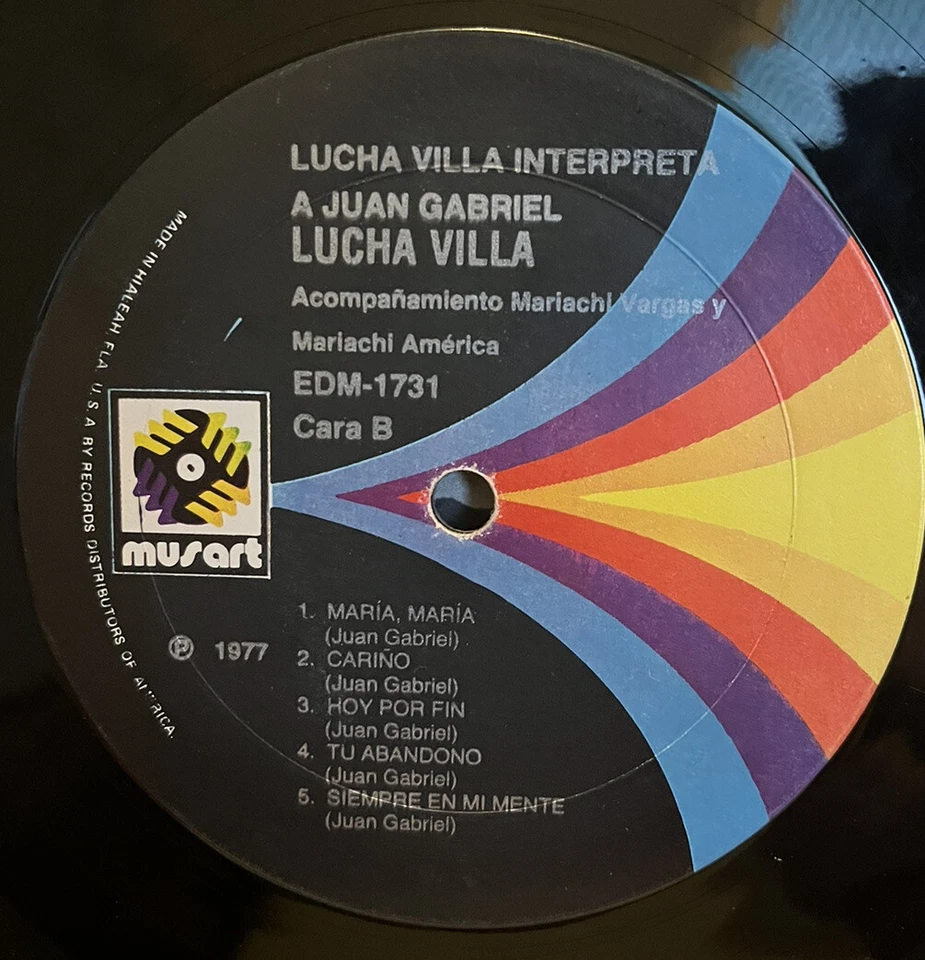 LUCHA VILLA INTERPRETA
A JUAN GABRIEL
LUCHA VILLA
Acompañamiento Mariachi Vargas y
Mariachi América
EDM-1731
Cara B
musart
℗ 1977
1. MARÍA, MARÍA
(Juan Gabriel)
2. CARIÑO
(Juan Gabriel)
3. HOY POR FIN
(Juan Gabriel)
4. TU ABANDONO
(Juan Gabriel)
5. SIEMPRE EN MI MENTE
(Juan Gabriel)
MADE IN HIALEAH, FLA. U.S.A BY RECORDS DISTRIBUTORS OF AMERICA.